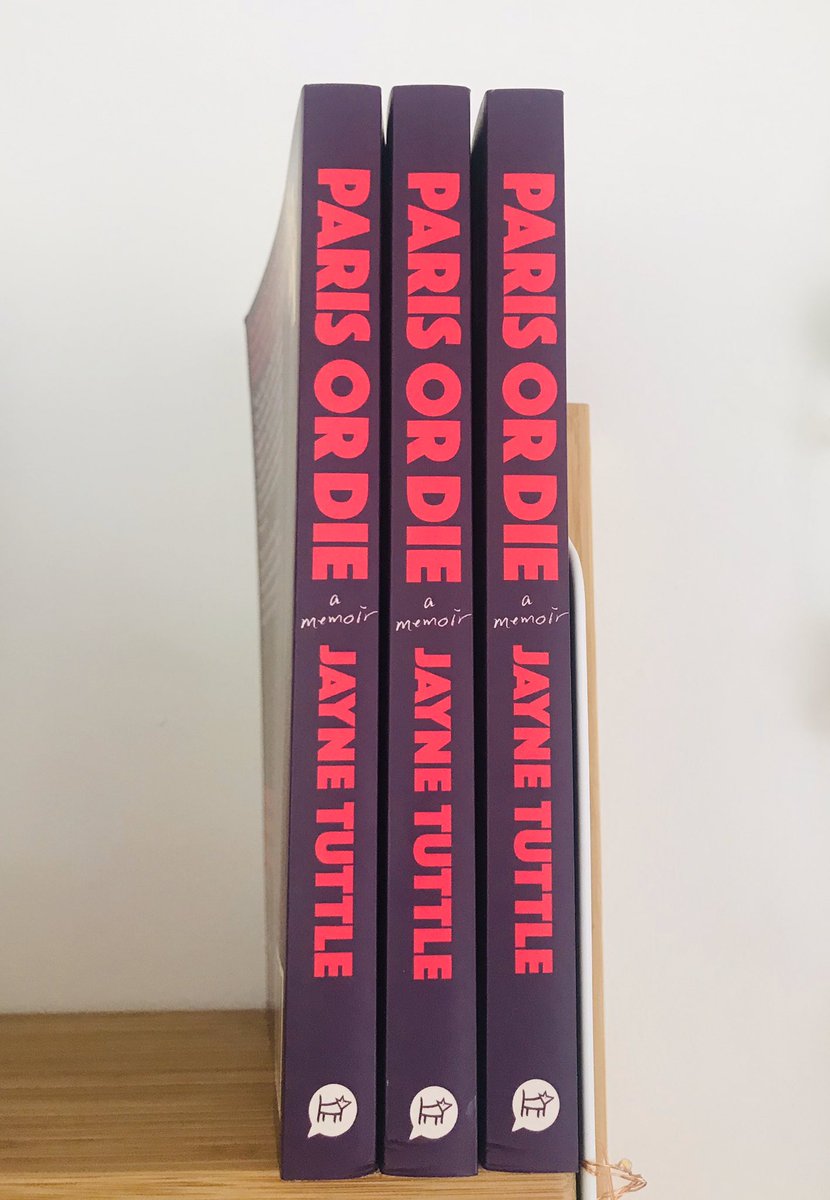 PARIS OR DIE
a
memoir
JAYNE TUTTLE
PARIS OR DIE
a
memoir
JAYNE TUTTLE
PARIS OR DIE
a
memoir
JAYNE TUTTLE